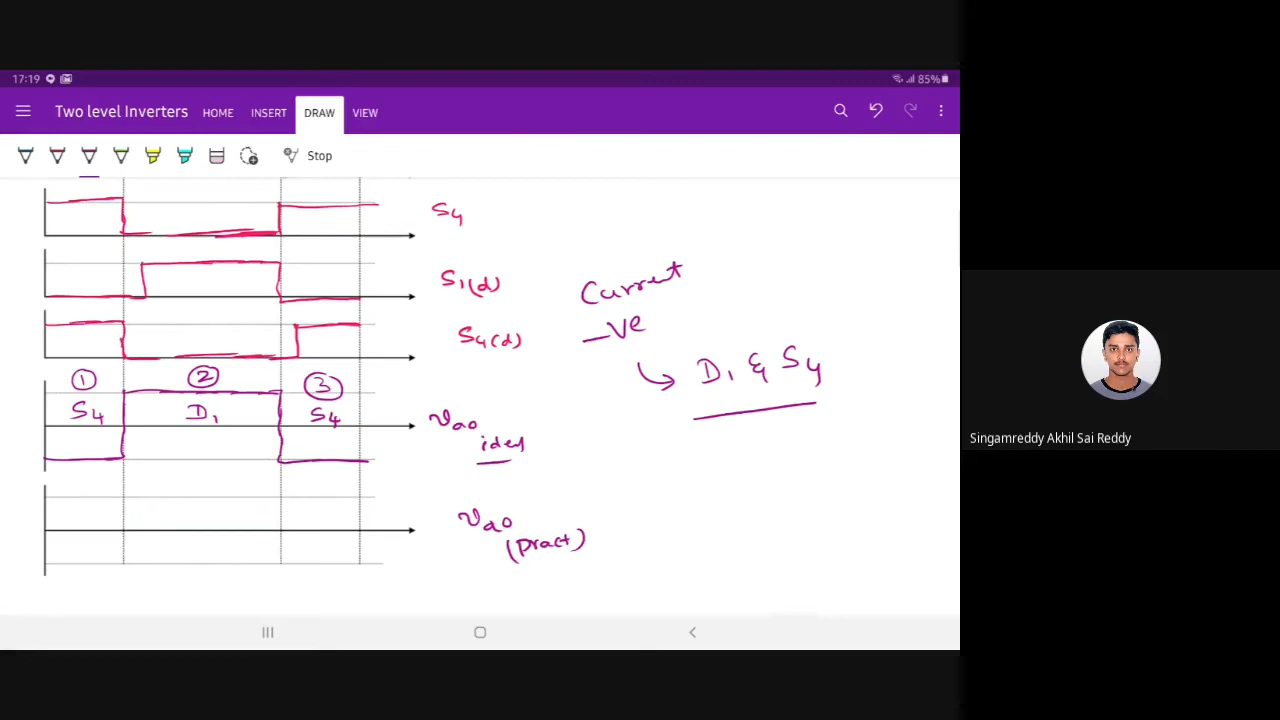 17:19 85%
Two level Inverters HOME INSERT DRAW VIEW
Stop
S4
S1(d)
S4(d)
Current
-ve
↳ D1 & S4
① ② ③
S4 D1 S4
Vao
ideal
Vao
(pract)
Singamreddy Akhil Sai Reddy